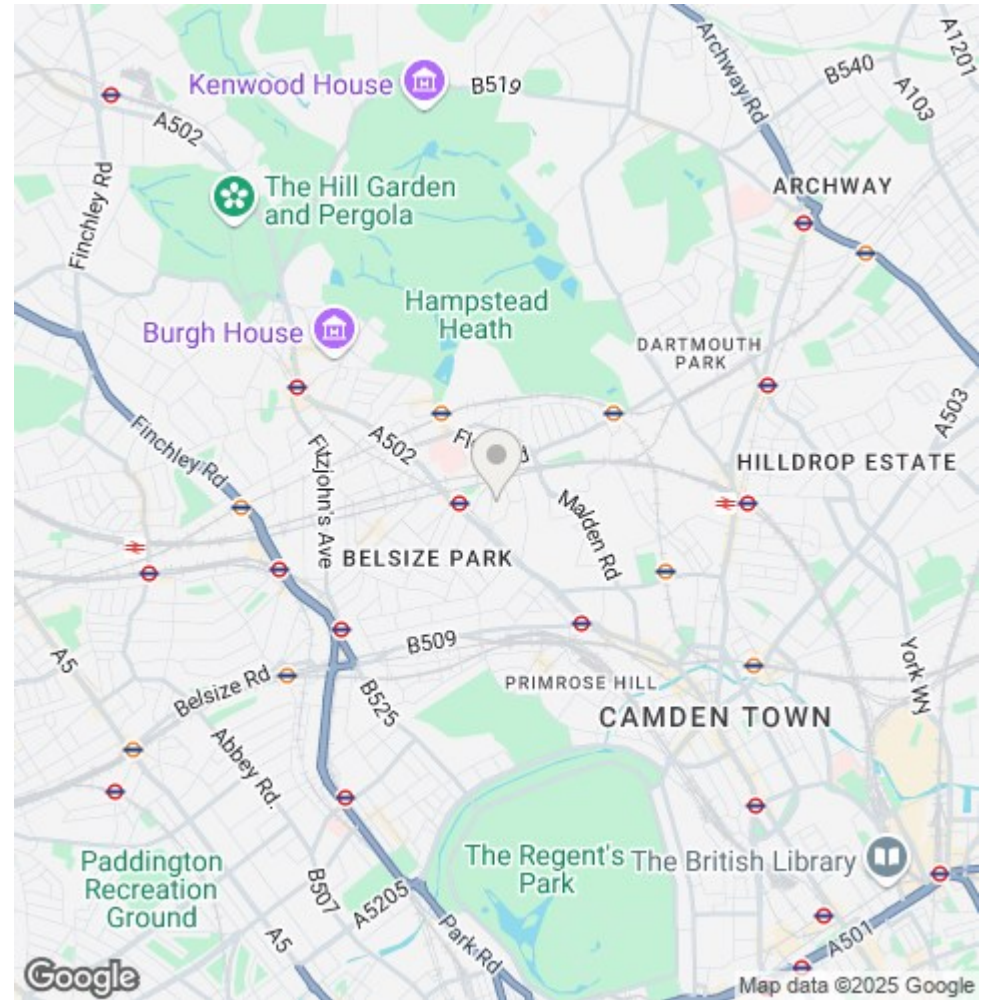 Kenwood House
B519
B540
A1201
A103
Archway Rd
A502
Finchley Rd
The Hill Garden
and Pergola
ARCHWAY
Hampstead
Heath
Burgh House
DARTMOUTH
PARK
A503
Finchley Rd
Fitzjohn's Ave
A502
HILLDROP ESTATE
Malden Rd
BELSIZE PARK
B509
A5
Belsize Rd
B525
PRIMROSE HILL
York Wy
CAMDEN TOWN
Abbey Rd.
Paddington
Recreation
Ground
B507
A5205
The Regent's
Park
The British Library
A5
Park Rd
A501
Google
Map data ©2025 Google